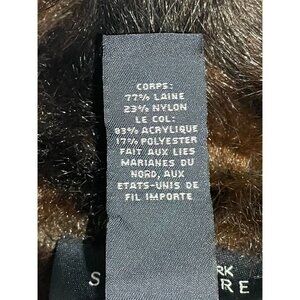 CORPS:
77% LAINE
23% NYLON
LE COL:
83% ACRYLIQUE
17% POLYESTER
FAIT AUX LIES
MARIANES DU
NORD, AUX
ETATS-UNIS DE
FIL IMPORTE